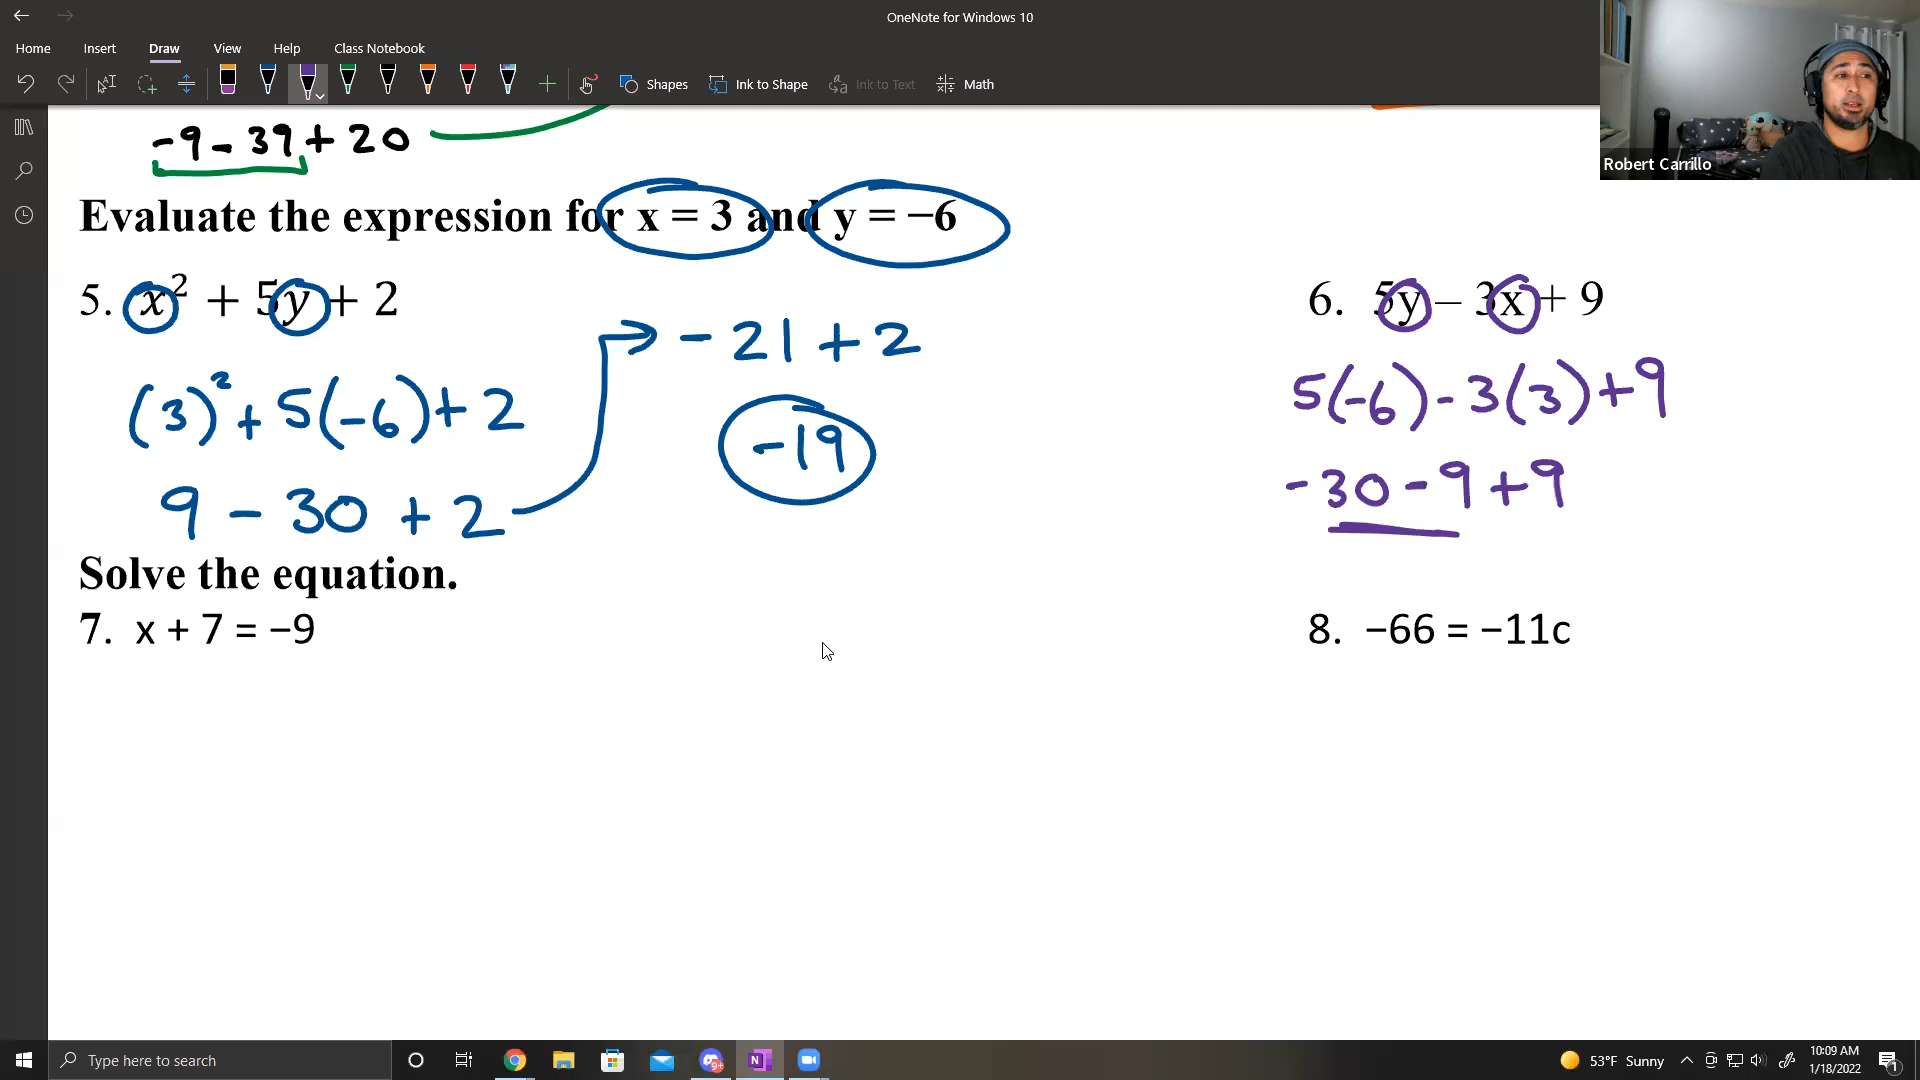 OneNote for Windows 10
Home Insert Draw View Help Class Notebook
Shapes Ink to Shape Ink to Text Math
Robert Carrillo
-9 - 39 + 20
Evaluate the expression for x = 3 and y = −6
5. x² + 5y + 2
(3)² + 5(-6) + 2
9 - 30 + 2
-21 + 2
-19
6. 5y – 3x + 9
5(-6) - 3(3) + 9
-30 - 9 + 9
Solve the equation.
7. x + 7 = −9
8. −66 = −11c
Type here to search
9+
N
53°F Sunny
10:09 AM
1/18/2022
1